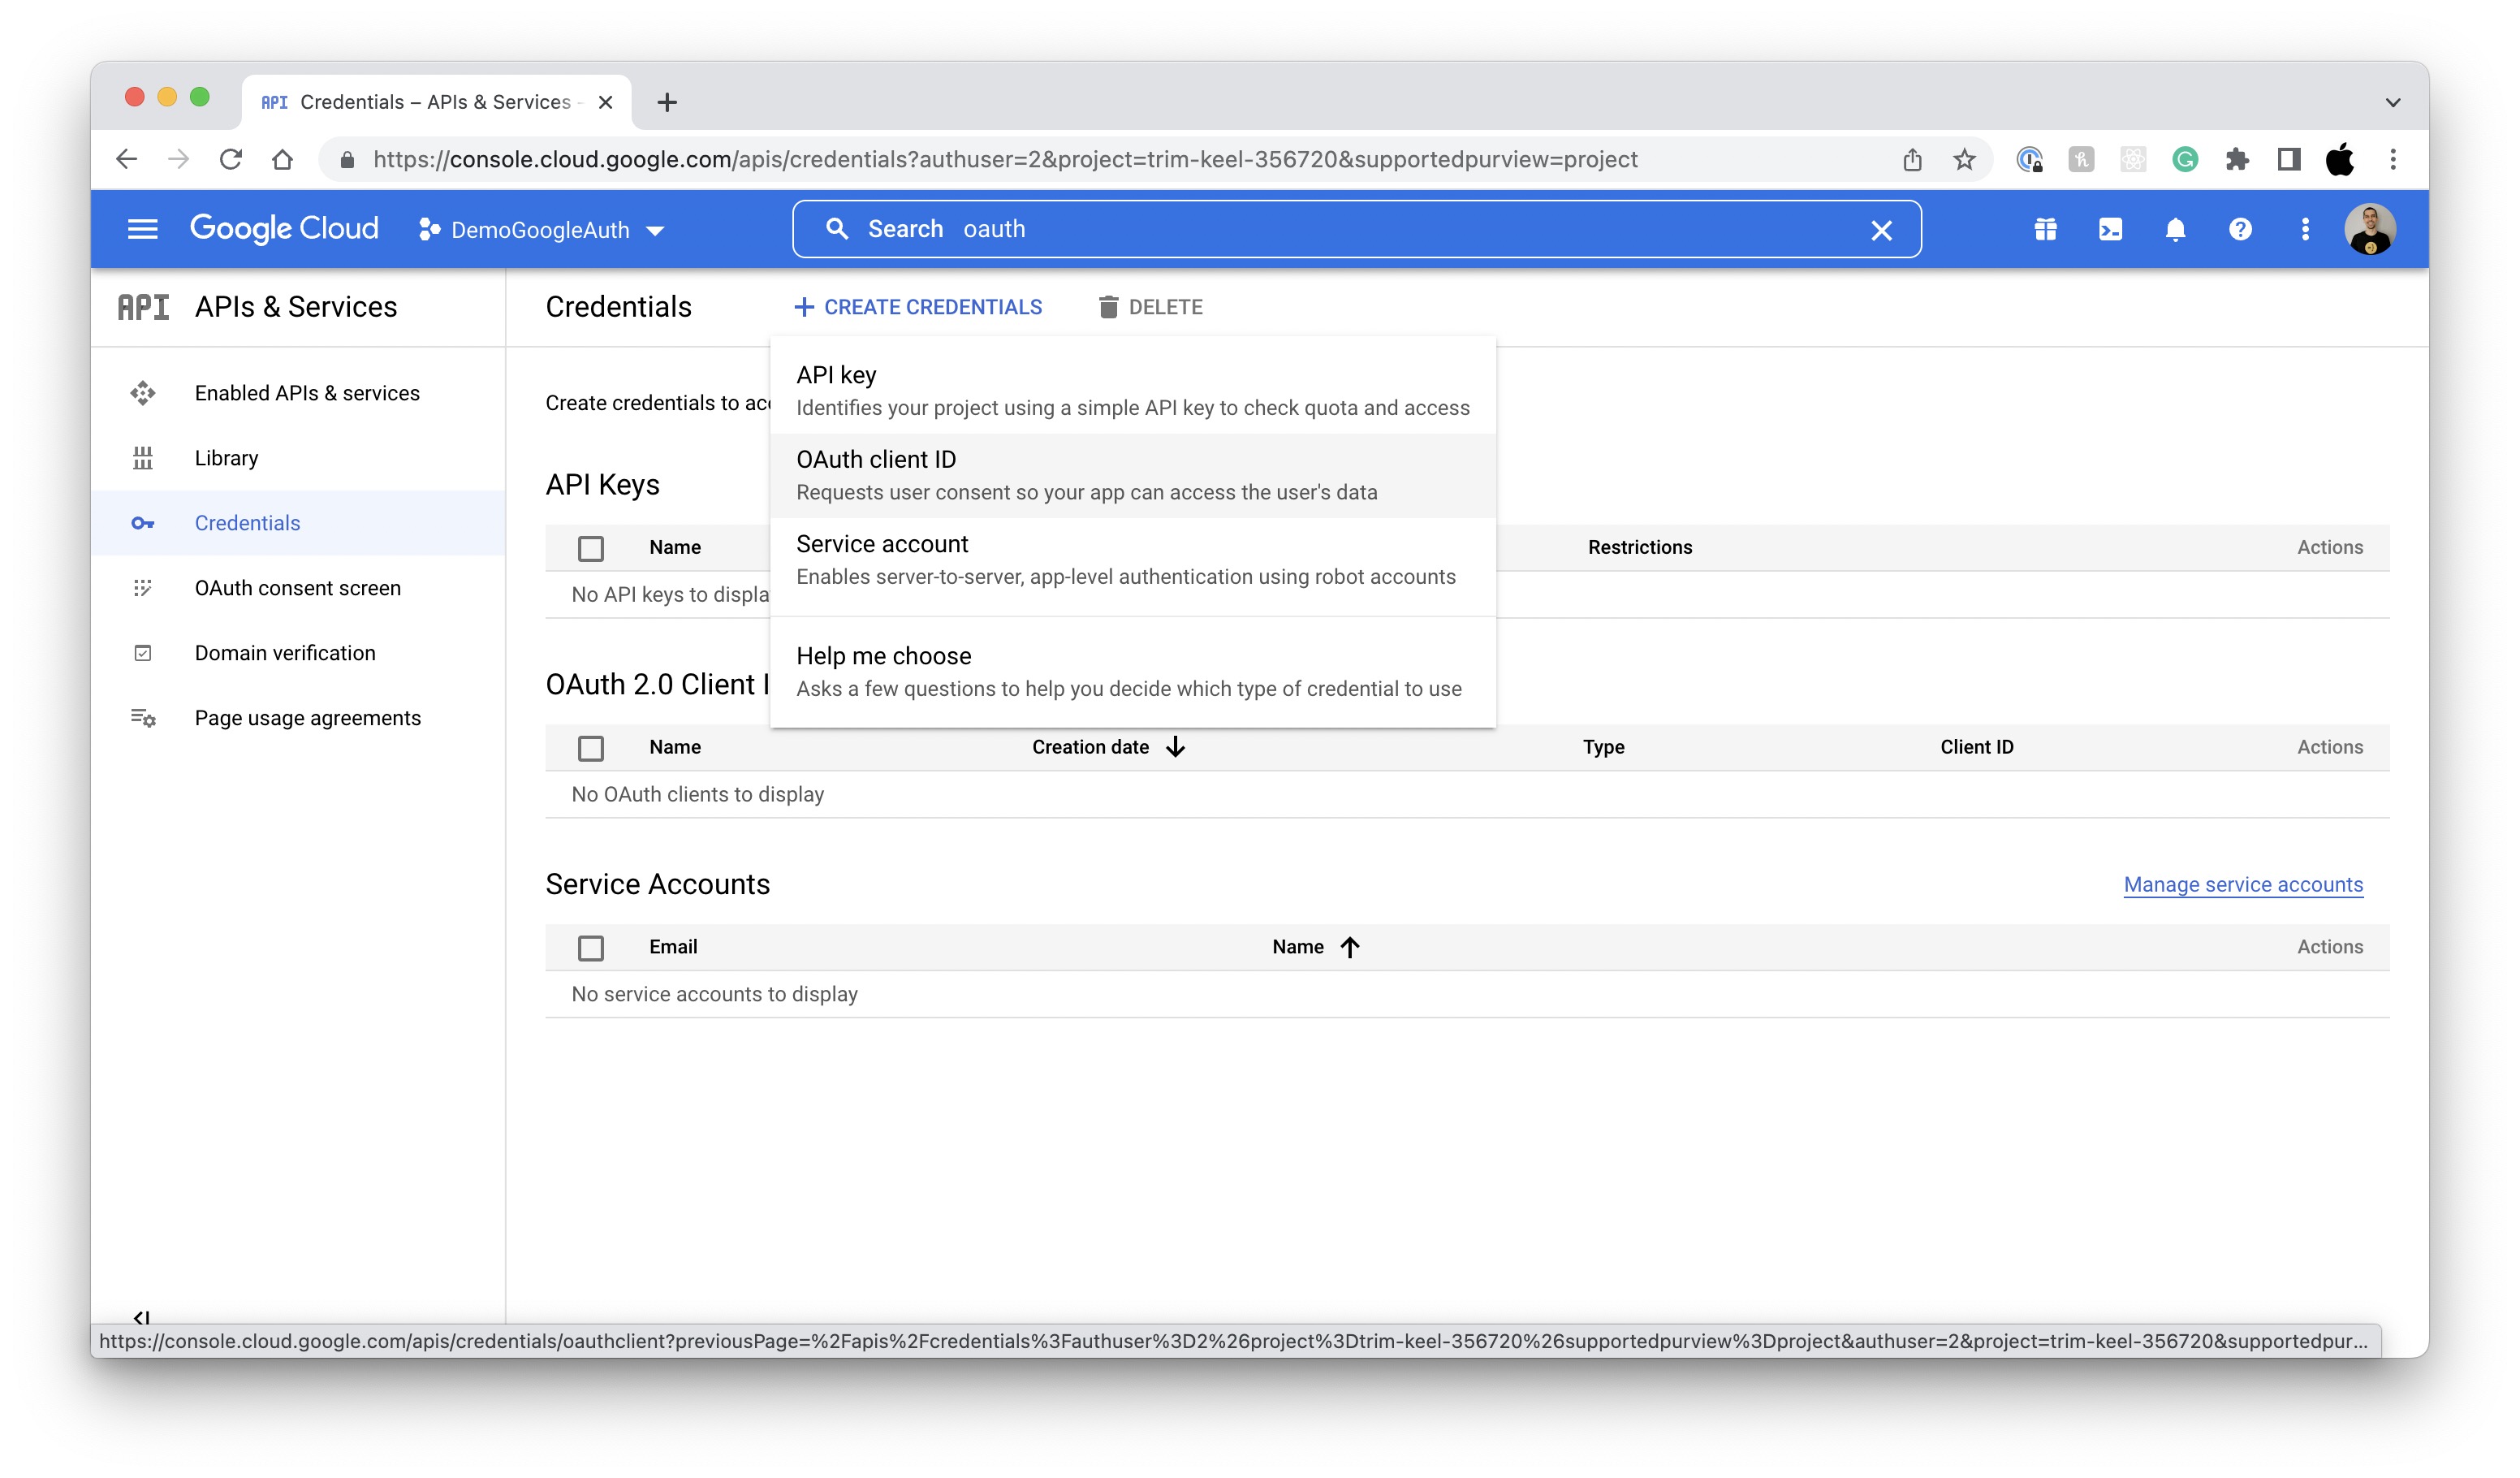 API Credentials – APIs & Services -
https://console.cloud.google.com/apis/credentials?authuser=2&project=trim-keel-356720&supportedpurview=project
Google Cloud DemoGoogleAuth Search oauth
API APIs & Services
Credentials + CREATE CREDENTIALS DELETE
Enabled APIs & services
Library
Credentials
OAuth consent screen
Domain verification
Page usage agreements
Create credentials to acc
API key
Identifies your project using a simple API key to check quota and access
OAuth client ID
Requests user consent so your app can access the user's data
Service account
Enables server-to-server, app-level authentication using robot accounts
Help me choose
Asks a few questions to help you decide which type of credential to use
API Keys
Name Restrictions Actions
No API keys to displa
OAuth 2.0 Client I
Name Creation date Type Client ID Actions
No OAuth clients to display
Service Accounts Manage service accounts
Email Name Actions
No service accounts to display
https://console.cloud.google.com/apis/credentials/oauthclient?previousPage=%2Fapis%2Fcredentials%3Fauthuser%3D2%26project%3Dtrim-keel-356720%26supportedpurview%3Dproject&authuser=2&project=trim-keel-356720&supportedpur...